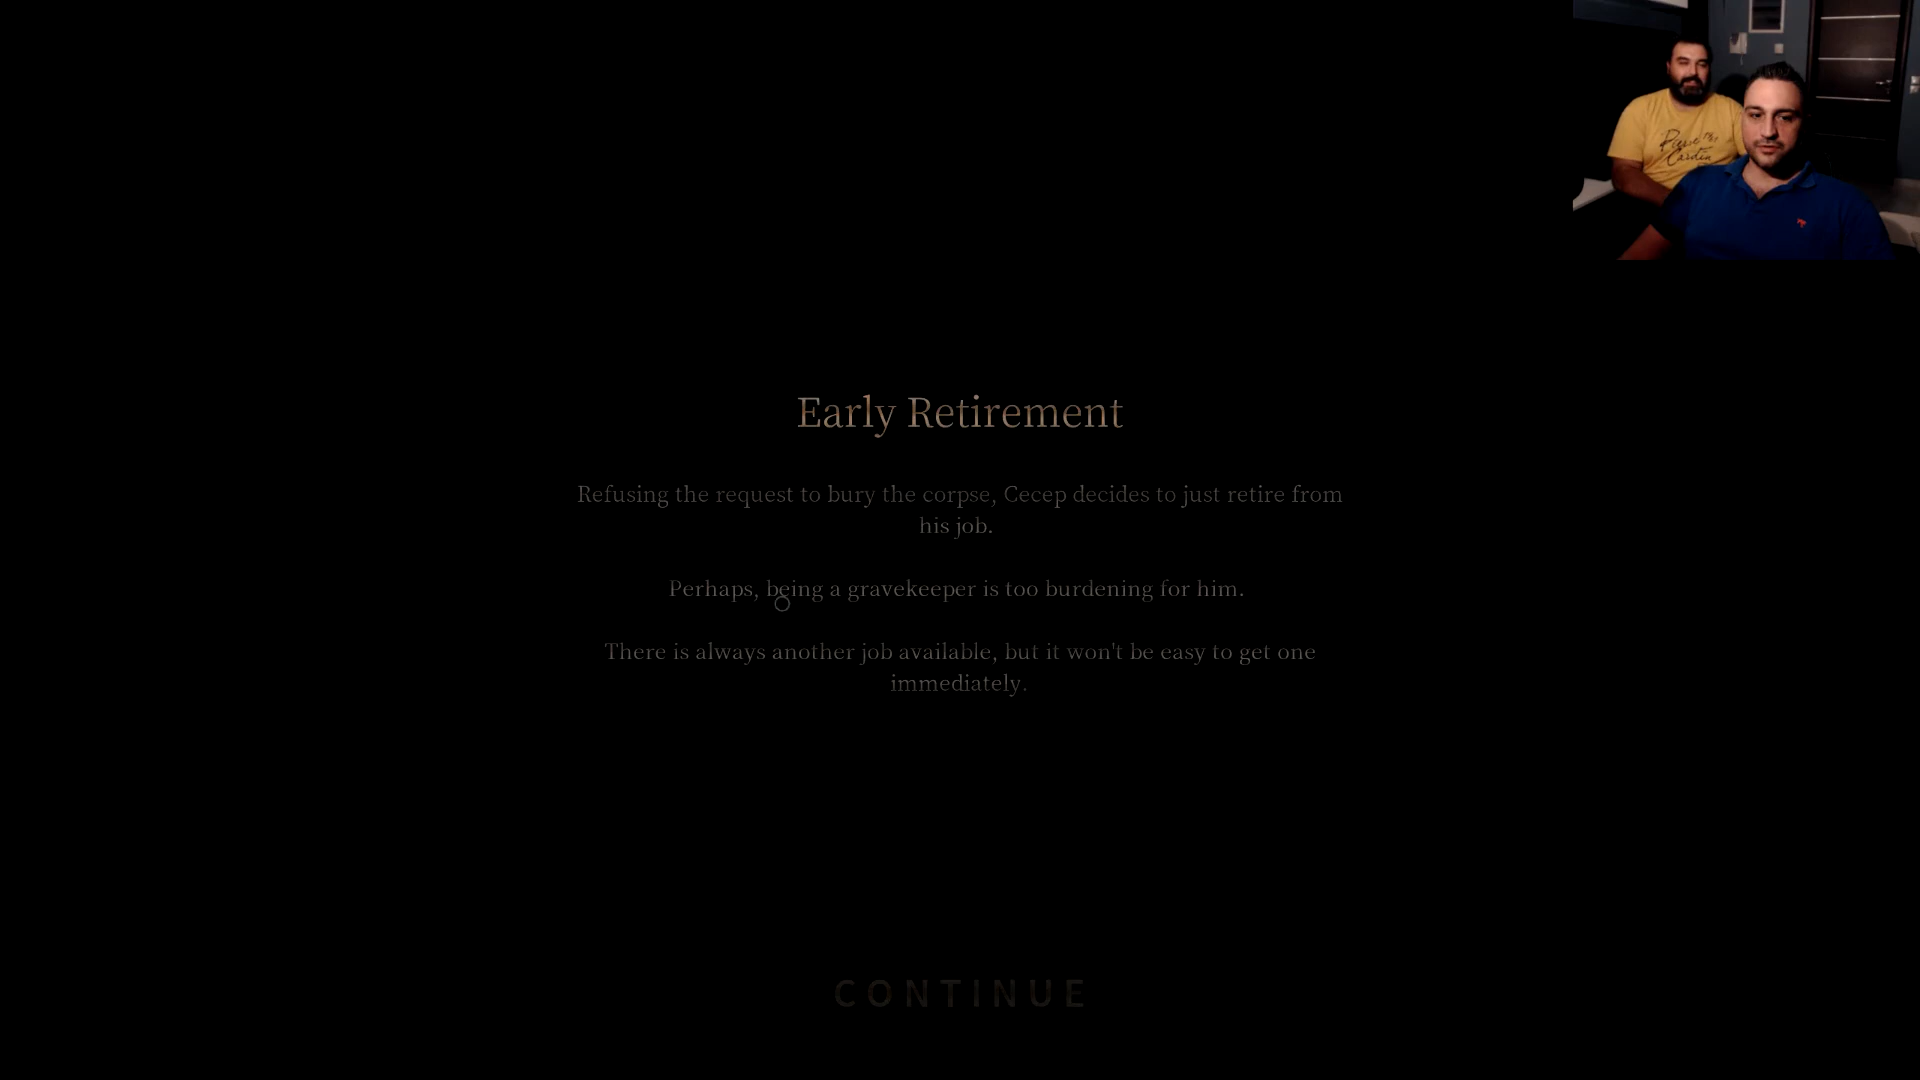 Early Retirement
Refusing the request to bury the corpse, Cecep decides to just retire from
his job.
Perhaps, being a gravekeeper is too burdening for him.
There is always another job available, but it won't be easy to get one
immediately.
CONTINUE
Cardin